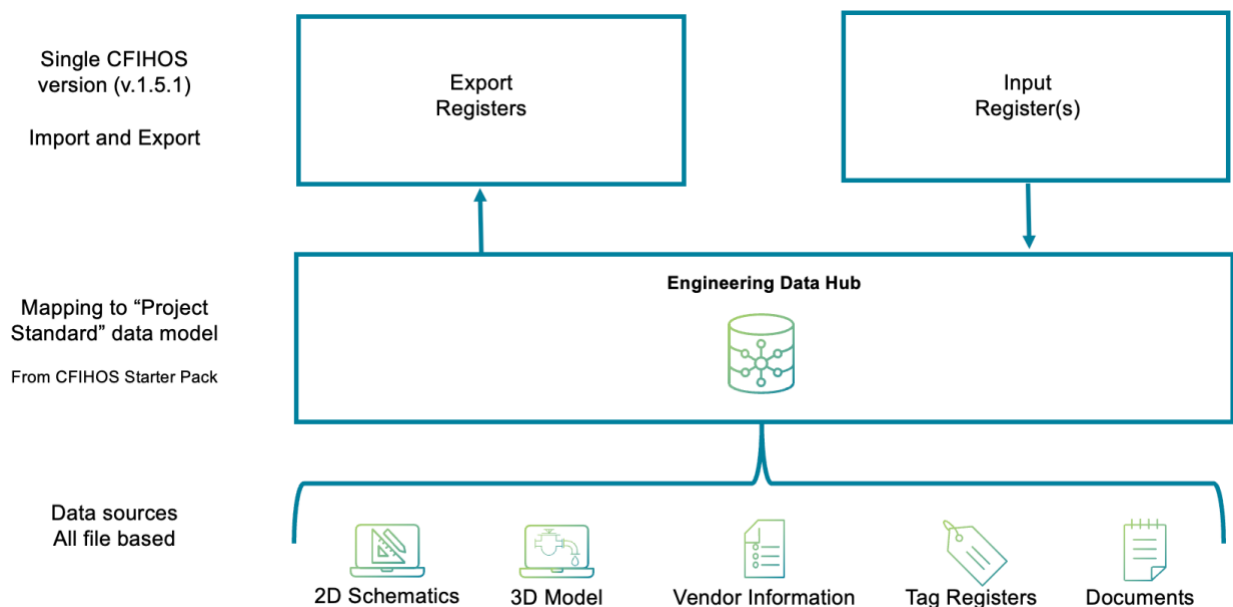 Single CFIHOS
version (v.1.5.1)
Import and Export
Export
Registers
Input
Register(s)
Mapping to “Project
Standard” data model
From CFIHOS Starter Pack
Engineering Data Hub
Data sources
All file based
2D Schematics
3D Model
Vendor Information
Tag Registers
Documents